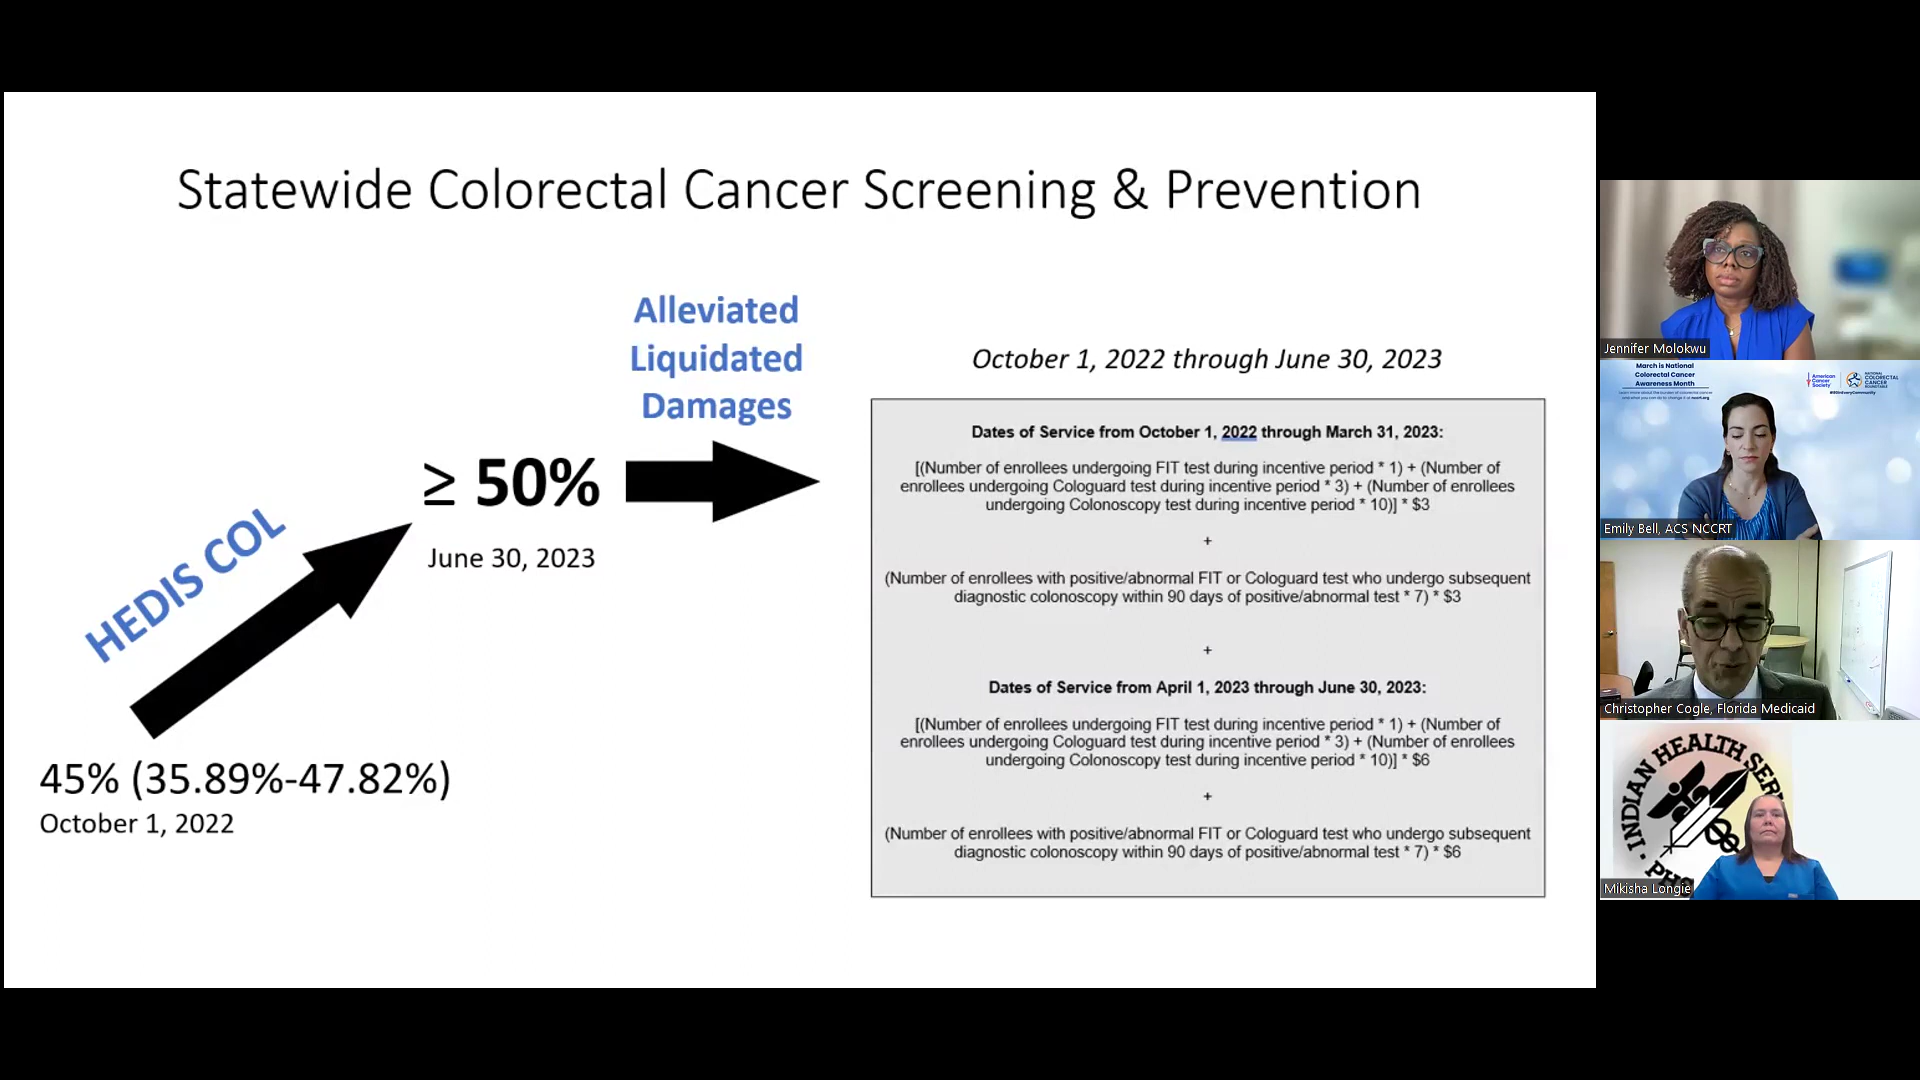 Statewide Colorectal Cancer Screening & Prevention
HEDIS COL
45% (35.89%-47.82%)
October 1, 2022
≥ 50%
June 30, 2023
Alleviated
Liquidated
Damages
October 1, 2022 through June 30, 2023
Dates of Service from October 1, 2022 through March 31, 2023:
[(Number of enrollees undergoing FIT test during incentive period * 1) + (Number of
enrollees undergoing Cologuard test during incentive period * 3) + (Number of enrollees
undergoing Colonoscopy test during incentive period * 10)] * $3
+
(Number of enrollees with positive/abnormal FIT or Cologuard test who undergo subsequent
diagnostic colonoscopy within 90 days of positive/abnormal test * 7) * $3
+
Dates of Service from April 1, 2023 through June 30, 2023:
[(Number of enrollees undergoing FIT test during incentive period * 1) + (Number of
enrollees undergoing Cologuard test during incentive period * 3) + (Number of enrollees
undergoing Colonoscopy test during incentive period * 10)] * $6
+
(Number of enrollees with positive/abnormal FIT or Cologuard test who undergo subsequent
diagnostic colonoscopy within 90 days of positive/abnormal test * 7) * $6
Jennifer Molokwu
March is National
Colorectal Cancer
Awareness Month
American
Cancer
Society
NATIONAL
COLORECTAL
CANCER
ROUNDTABLE
Emily Bell, ACS NCCRT
Christopher Cogle, Florida Medicaid
INDIAN HEALTH SER
PH
Mikisha Longie